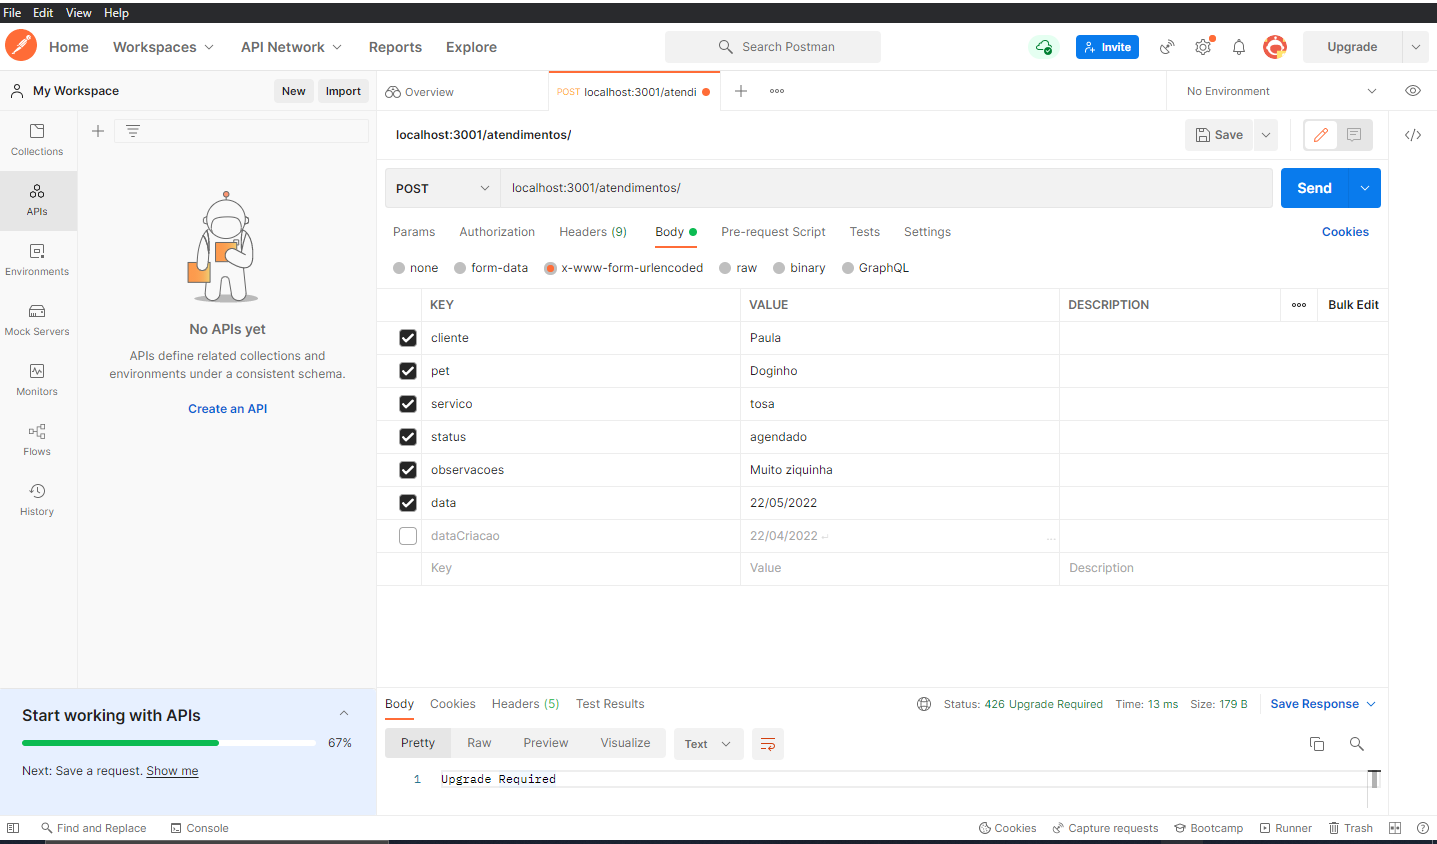 File Edit View Help
Home Workspaces API Network Reports Explore Search Postman Invite Upgrade
My Workspace New Import Overview POST localhost:3001/atendi No Environment
Collections
APIs
Environments
Mock Servers
Monitors
Flows
History
No APIs yet
APIs define related collections and
environments under a consistent schema.
Create an API
Start working with APIs
67%
Next: Save a request. Show me
localhost:3001/atendimentos/ Save
POST localhost:3001/atendimentos/ Send
Params Authorization Headers (9) Body Pre-request Script Tests Settings Cookies
none form-data x-www-form-urlencoded raw binary GraphQL
KEY VALUE DESCRIPTION Bulk Edit
cliente Paula
pet Doginho
servico tosa
status agendado
observacoes Muito ziquinha
data 22/05/2022
dataCriacao 22/04/2022 ↵ ...
Key Value Description
Body Cookies Headers (5) Test Results Status: 426 Upgrade Required Time: 13 ms Size: 179 B Save Response
Pretty Raw Preview Visualize Text
1 Upgrade Required
Find and Replace Console Cookies Capture requests Bootcamp Runner Trash